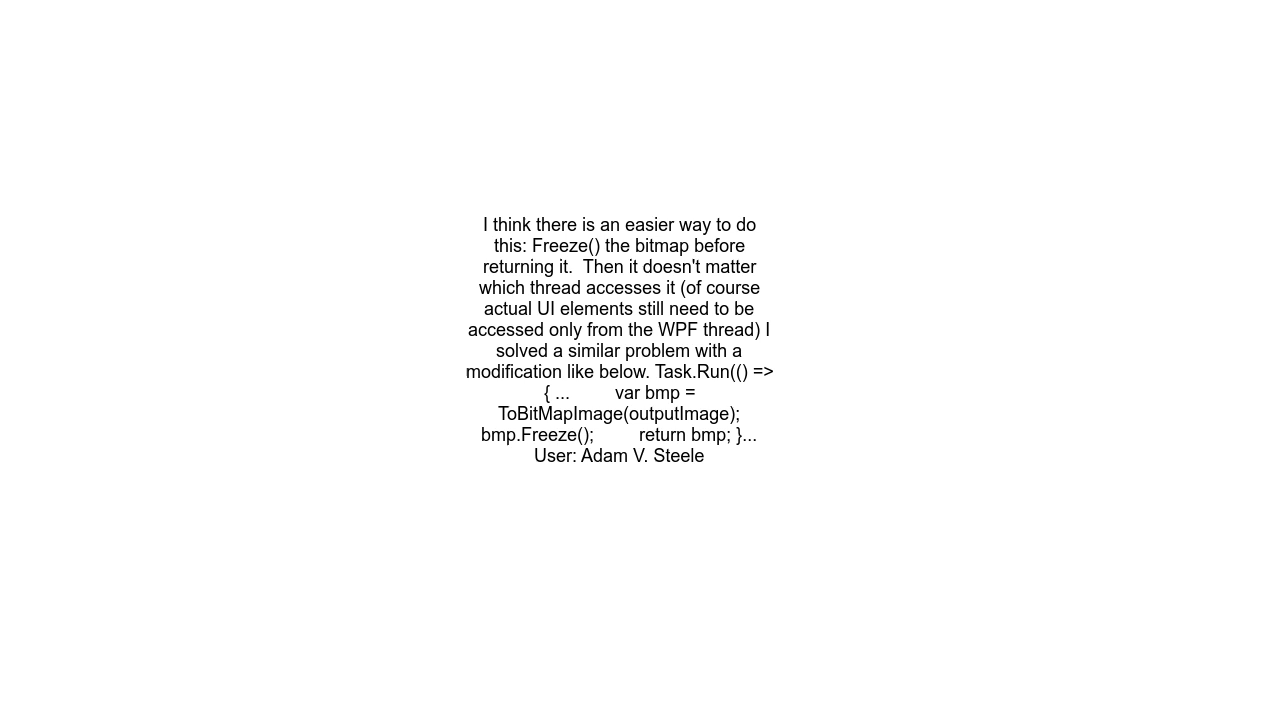 I think there is an easier way to do
this: Freeze() the bitmap before
returning it.  Then it doesn't matter
which thread accesses it (of course
actual UI elements still need to be
accessed only from the WPF thread) I
solved a similar problem with a
modification like below. Task.Run(() =>
{ ...         var bmp =
ToBitMapImage(outputImage);
bmp.Freeze();         return bmp; }...
User: Adam V. Steele